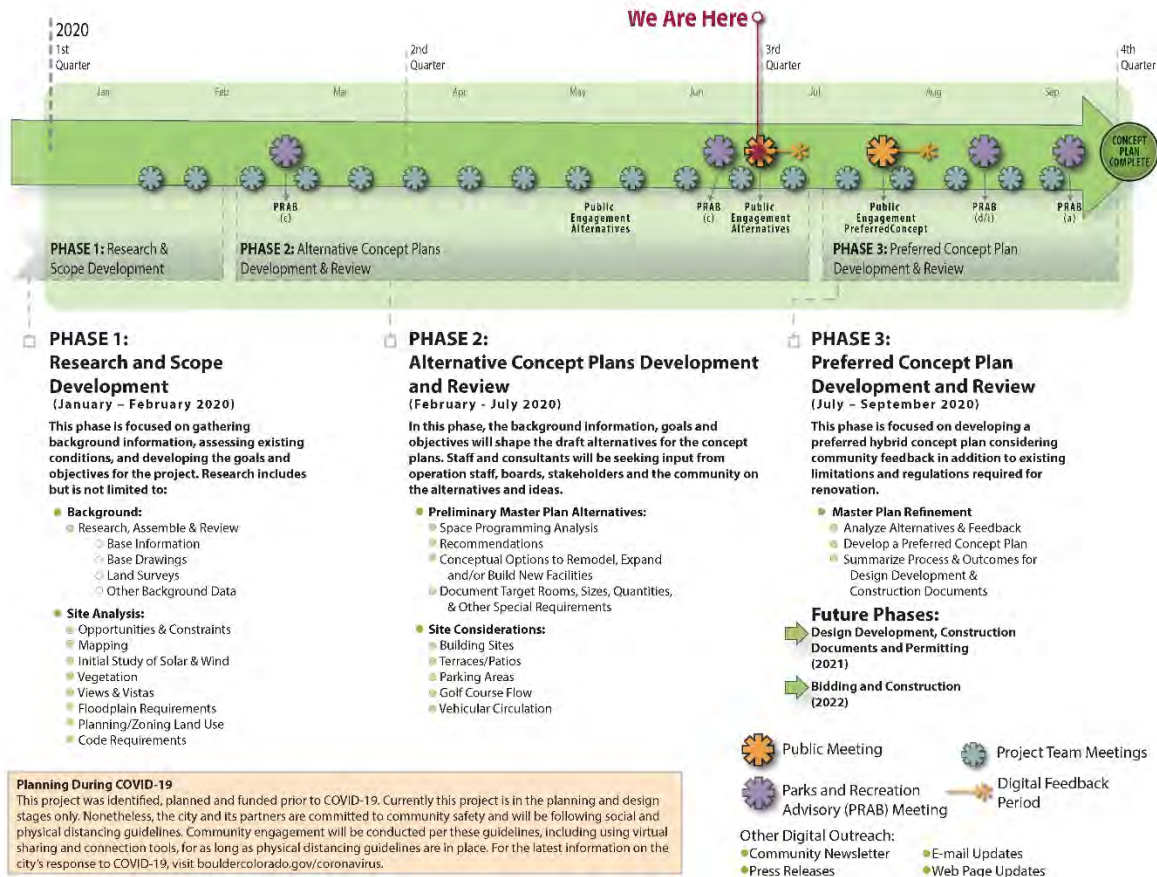 We Are Here
2020
1st
Quarter
2nd
Quarter
3rd
Quarter
4th
Quarter
Jan
Feb
Mar
Apr
May
Jun
Jul
Aug
Sep
CONCEPT
PLAN
COMPLETE
PRAB
(c)
Public
Engagement
Alternatives
PRAB
(c)
Public
Engagement
Alternatives
Public
Engagement
PreferredConcept
PRAB
(d/i)
PRAB
(a)
PHASE 1: Research &
Scope Development
PHASE 2: Alternative Concept Plans
Development & Review
PHASE 3: Preferred Concept Plan
Development & Review
PHASE 1:
Research and Scope
Development
(January – February 2020)
This phase is focused on gathering
background information, assessing existing
conditions, and developing the goals and
objectives for the project. Research includes
but is not limited to:
Background:
Research, Assemble & Review
Base Information
Base Drawings
Land Surveys
Other Background Data
Site Analysis:
Opportunities & Constraints
Mapping
Initial Study of Solar & Wind
Vegetation
Views & Vistas
Floodplain Requirements
Planning/Zoning Land Use
Code Requirements
PHASE 2:
Alternative Concept Plans Development
and Review
(February - July 2020)
In this phase, the background information, goals and
objectives will shape the draft alternatives for the concept
plans. Staff and consultants will be seeking input from
operation staff, boards, stakeholders and the community on
the alternatives and ideas.
Preliminary Master Plan Alternatives:
Space Programming Analysis
Recommendations
Conceptual Options to Remodel, Expand
and/or Build New Facilities
Document Target Rooms, Sizes, Quantities,
& Other Special Requirements
Site Considerations:
Building Sites
Terraces/Patios
Parking Areas
Golf Course Flow
Vehicular Circulation
PHASE 3:
Preferred Concept Plan
Development and Review
(July – September 2020)
This phase is focused on developing a
preferred hybrid concept plan considering
community feedback in addition to existing
limitations and regulations required for
renovation.
Master Plan Refinement
Analyze Alternatives & Feedback
Develop a Preferred Concept Plan
Summarize Process & Outcomes for
Design Development &
Construction Documents
Future Phases:
Design Development, Construction
Documents and Permitting
(2021)
Bidding and Construction
(2022)
Public Meeting
Project Team Meetings
Parks and Recreation
Advisory (PRAB) Meeting
Digital Feedback
Period
Other Digital Outreach:
Community Newsletter
E-mail Updates
Press Releases
Web Page Updates
Planning During COVID-19
This project was identified, planned and funded prior to COVID-19. Currently this project is in the planning and design
stages only. Nonetheless, the city and its partners are committed to community safety and will be following social and
physical distancing guidelines. Community engagement will be conducted per these guidelines, including using virtual
sharing and connection tools, for as long as physical distancing guidelines are in place. For the latest information on the
city's response to COVID-19, visit bouldercolorado.gov/coronavirus.